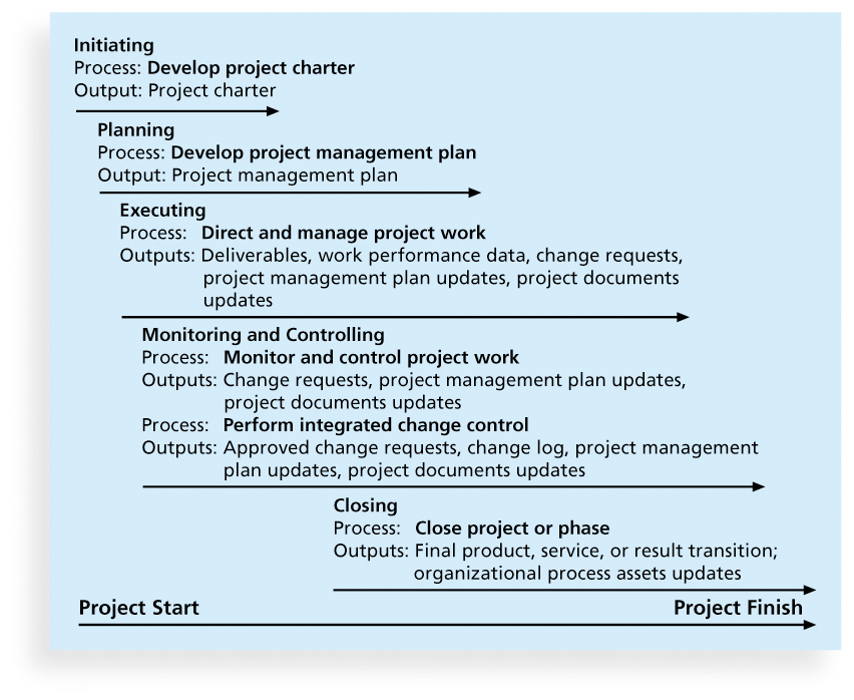 Initiating
Process: Develop project charter
Output: Project charter
Planning
Process: Develop project management plan
Output: Project management plan
Executing
Process: Direct and manage project work
Outputs: Deliverables, work performance data, change requests,
project management plan updates, project documents
updates
Monitoring and Controlling
Process: Monitor and control project work
Outputs: Change requests, project management plan updates,
project documents updates
Process: Perform integrated change control
Outputs: Approved change requests, change log, project management
plan updates, project documents updates
Closing
Process: Close project or phase
Outputs: Final product, service, or result transition;
organizational process assets updates
Project Start Project Finish